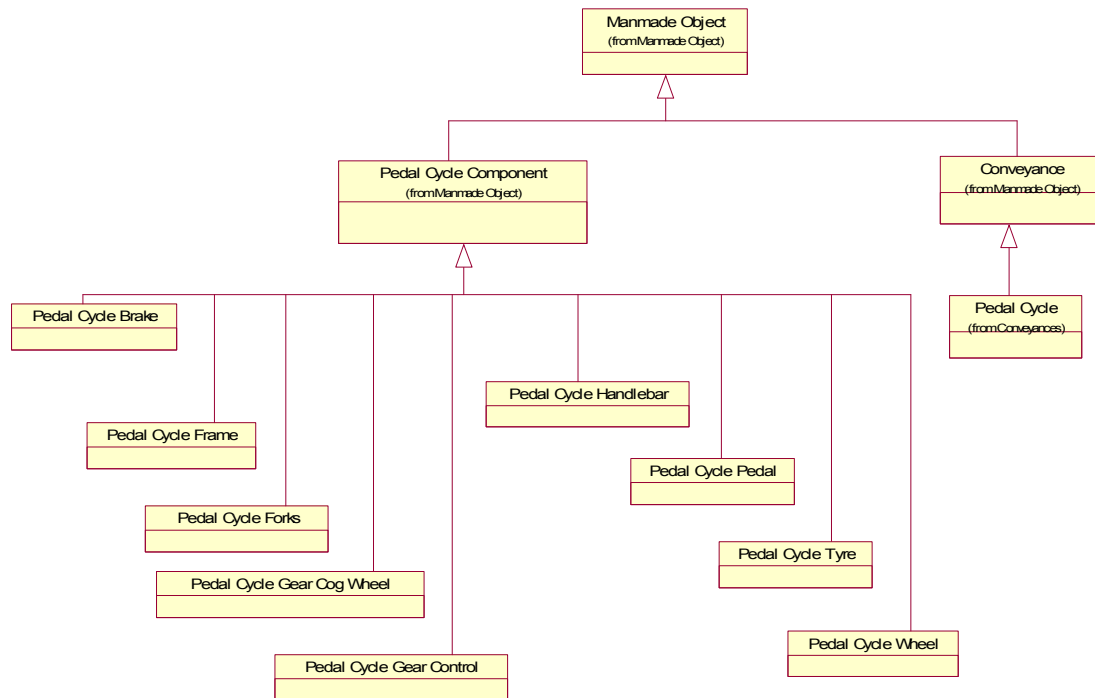 Manmade Object
(from Manmade Object)
Pedal Cycle Component
(from Manmade Object)
Conveyance
(from Manmade Object)
Pedal Cycle Brake
Pedal Cycle
(from Conveyances)
Pedal Cycle Handlebar
Pedal Cycle Frame
Pedal Cycle Pedal
Pedal Cycle Forks
Pedal Cycle Tyre
Pedal Cycle Gear Cog Wheel
Pedal Cycle Wheel
Pedal Cycle Gear Control